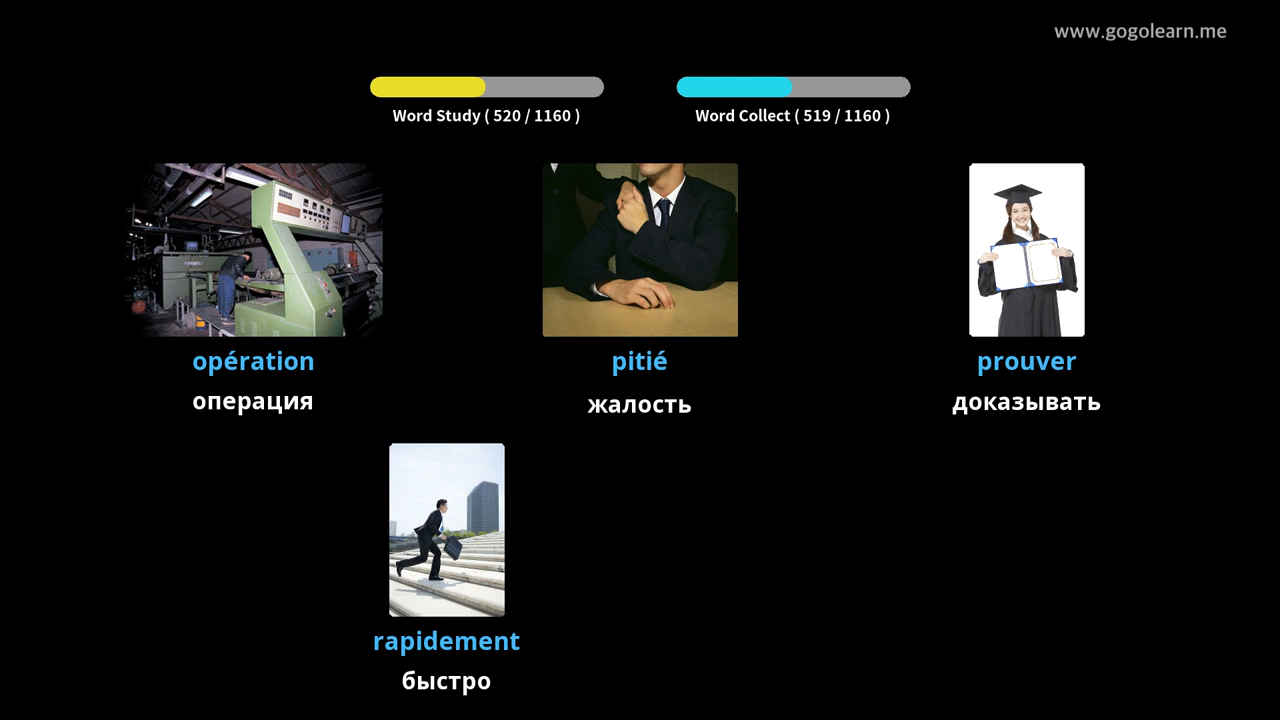 www.gogolearn.me
Word Study ( 520 / 1160 )
Word Collect ( 519 / 1160 )
opération
операция
pitié
жалость
prouver
доказывать
rapidement
быстро